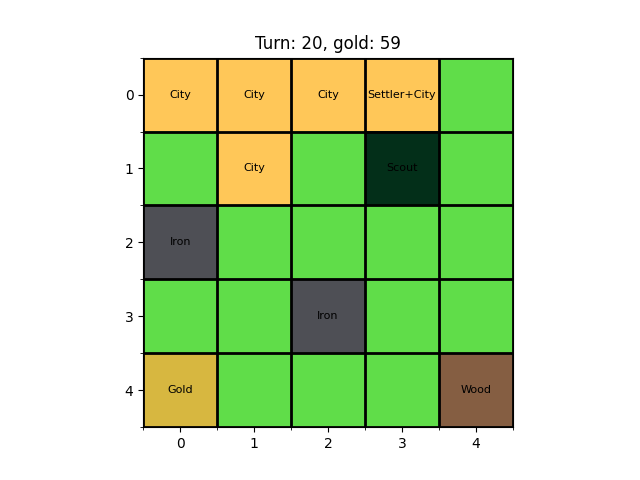 Turn: 20, gold: 59
0 City City City Settler+City
1 City Scout
2 Iron
3 Iron
4 Gold Wood
0 1 2 3 4